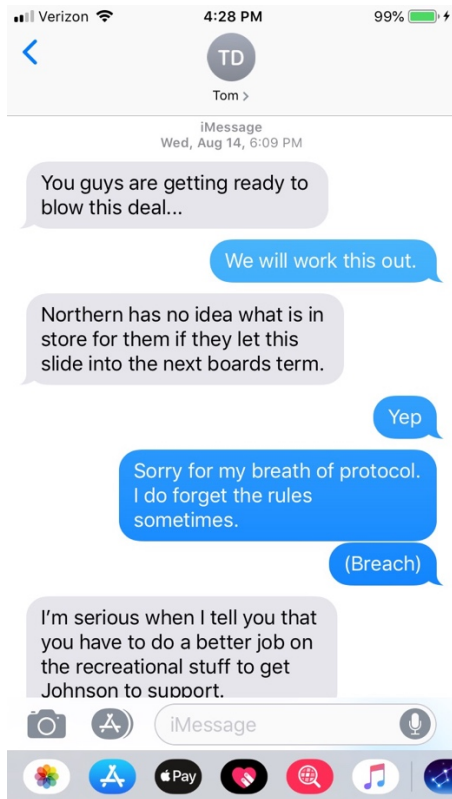 Verizon 4:28 PM 99%
TD
Tom >
iMessage
Wed, Aug 14, 6:09 PM
You guys are getting ready to
blow this deal...
We will work this out.
Northern has no idea what is in
store for them if they let this
slide into the next boards term.
Yep
Sorry for my breath of protocol.
I do forget the rules
sometimes.
(Breach)
I'm serious when I tell you that
you have to do a better job on
the recreational stuff to get
Johnson to support.
iMessage
Pay